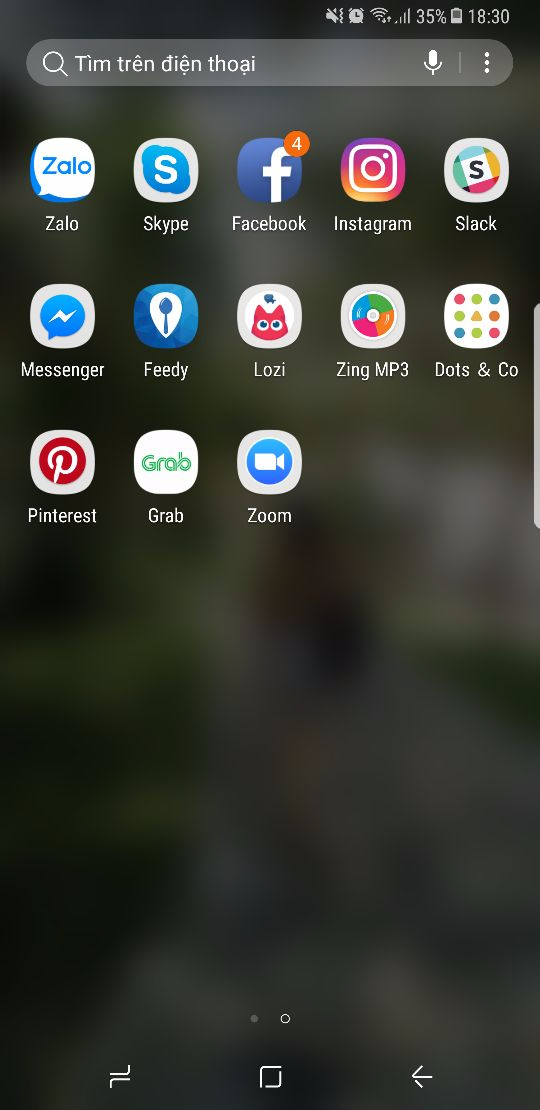 35% 18:30
Tìm trên điện thoại
Zalo
4
S
Zalo Skype Facebook Instagram Slack
Messenger Feedy Lozi Zing MP3 Dots & Co
Grab
Pinterest Grab Zoom